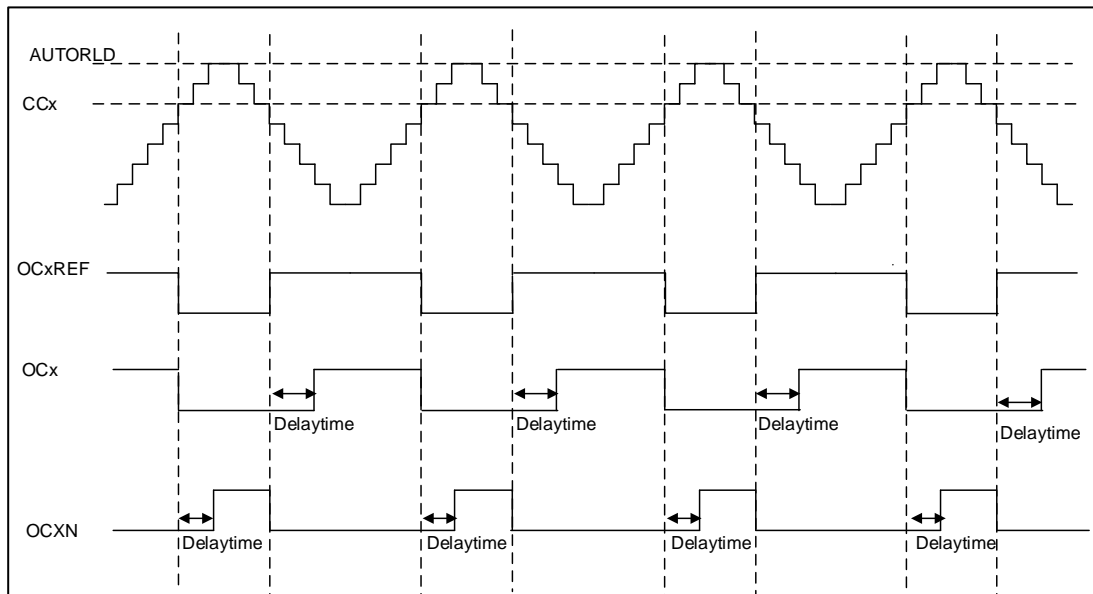 AUTORLD
CCx
OCxREF
OCx
Delaytime
Delaytime
Delaytime
Delaytime
OCXN
Delaytime
Delaytime
Delaytime
Delaytime